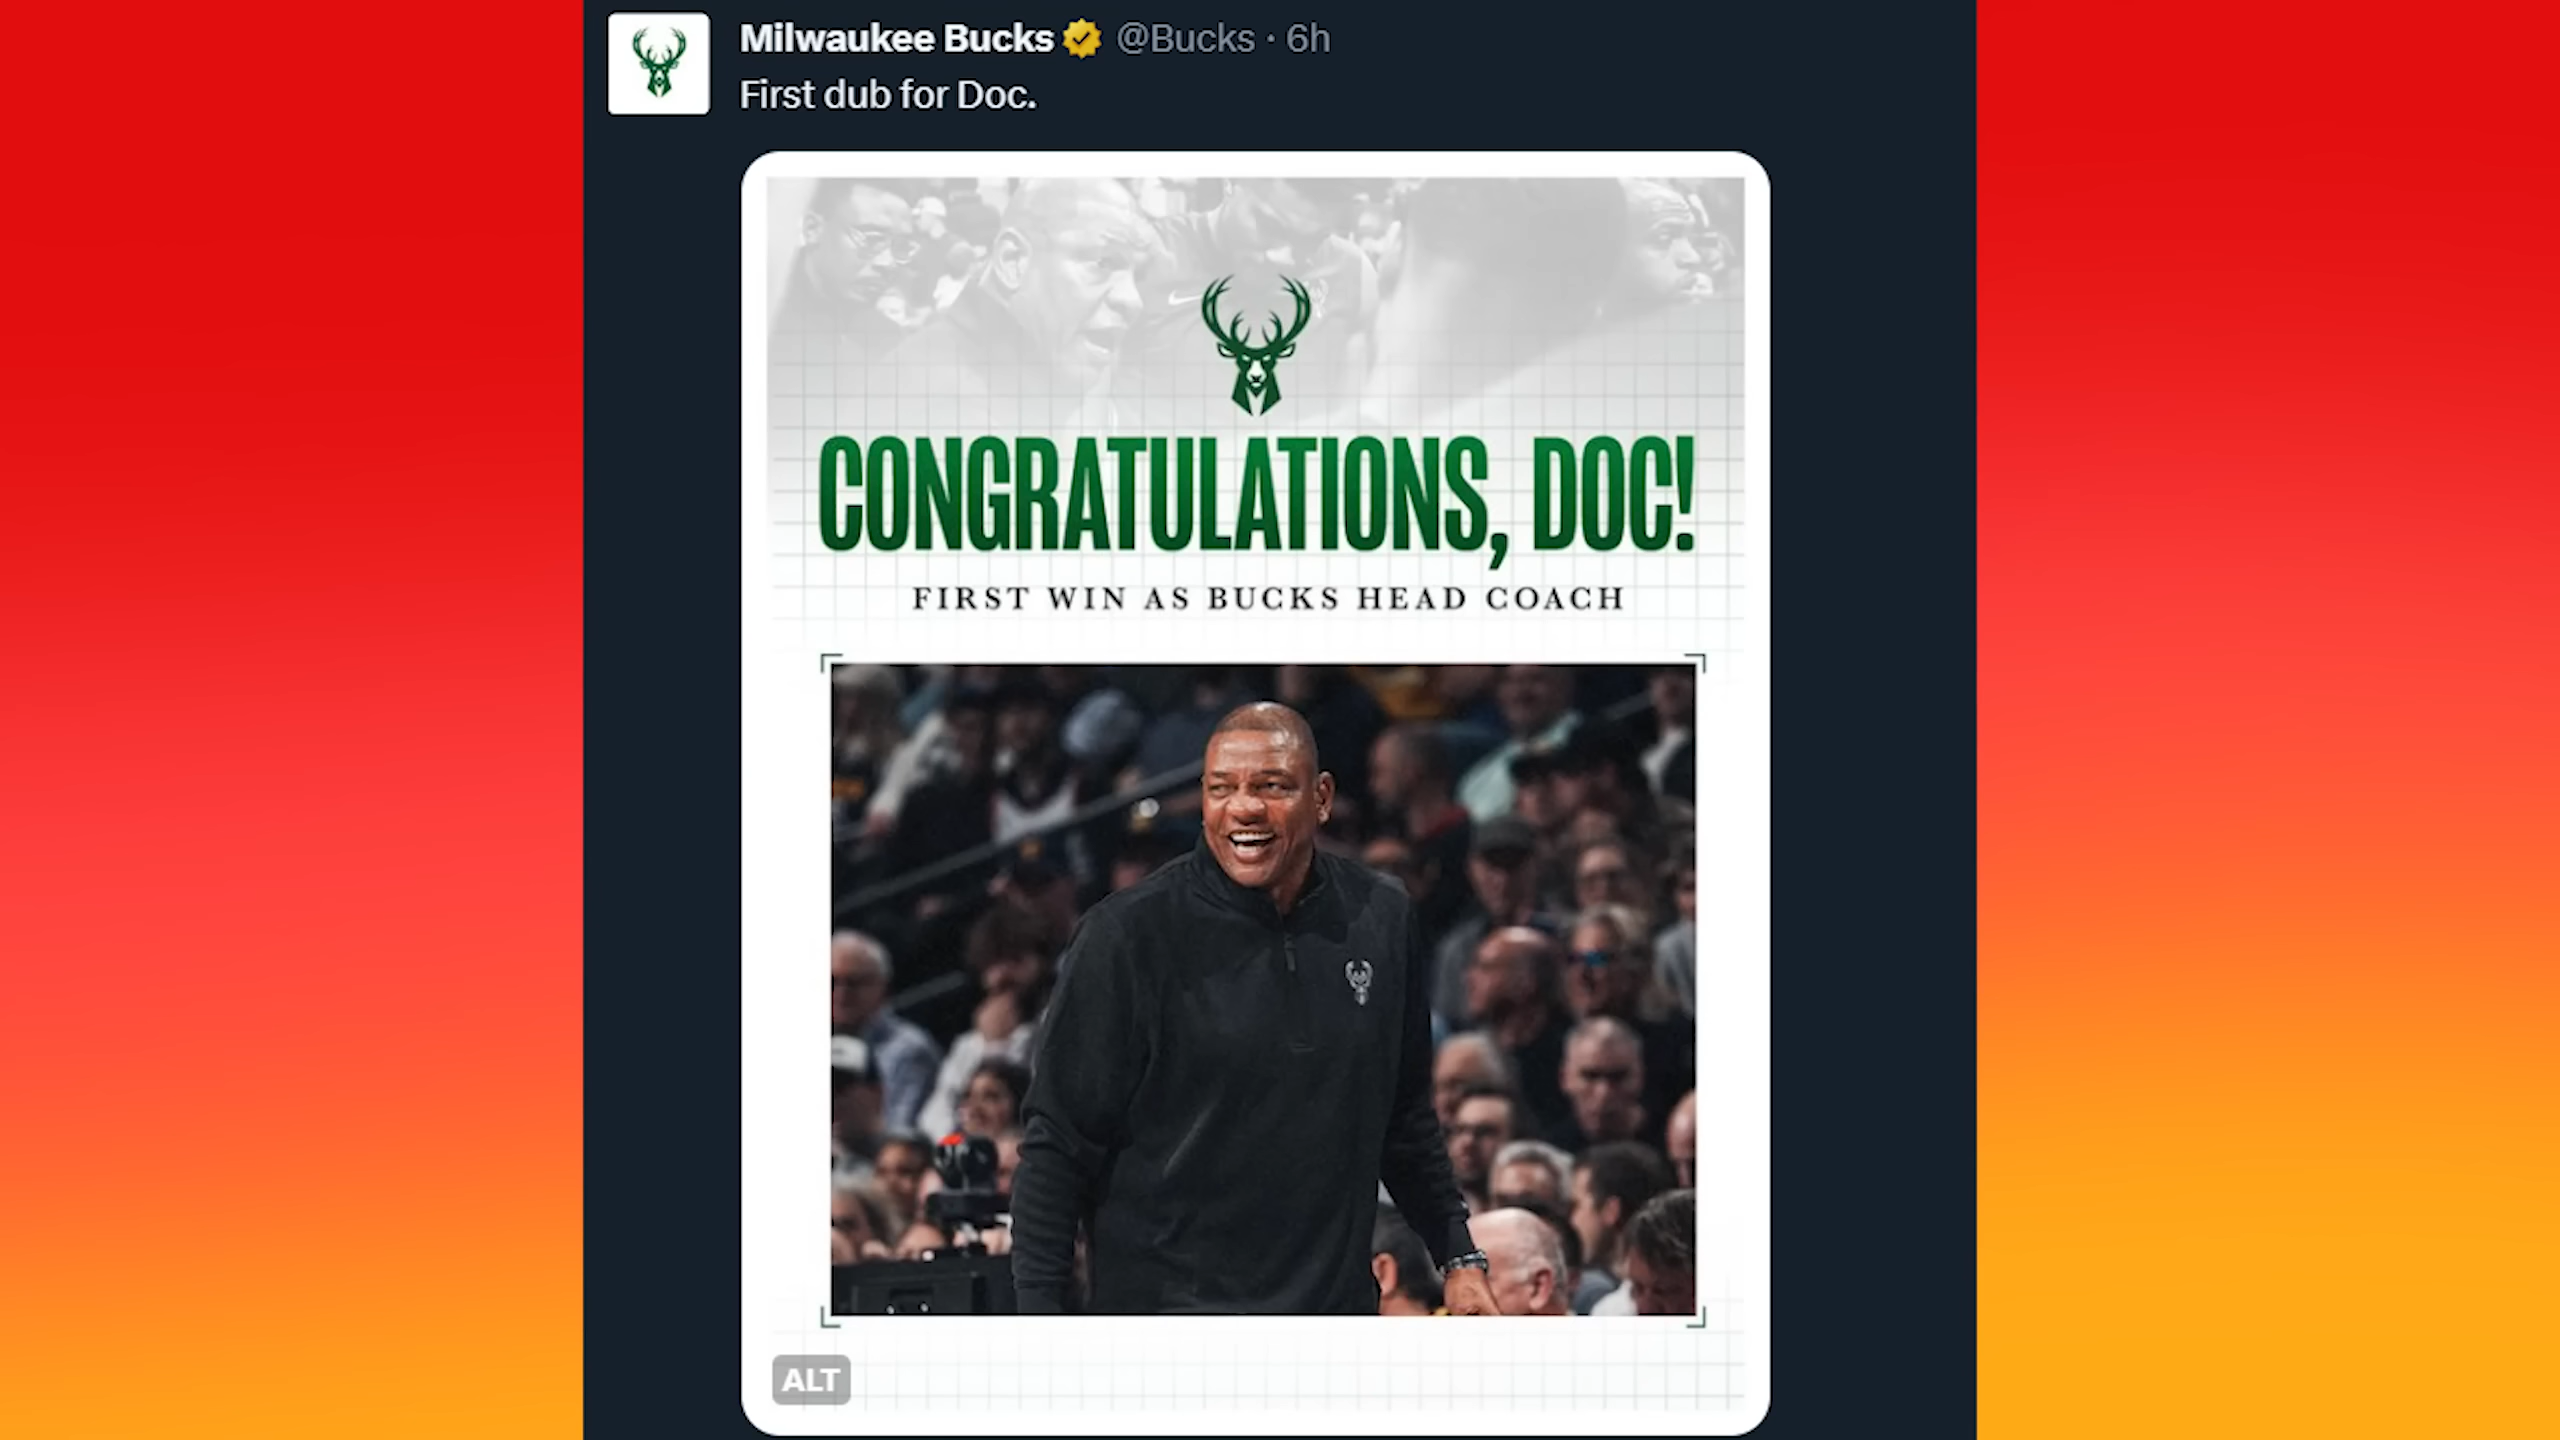 Milwaukee Bucks @Bucks · 6h
First dub for Doc.
CONGRATULATIONS, DOC!
FIRST WIN AS BUCKS HEAD COACH
ALT